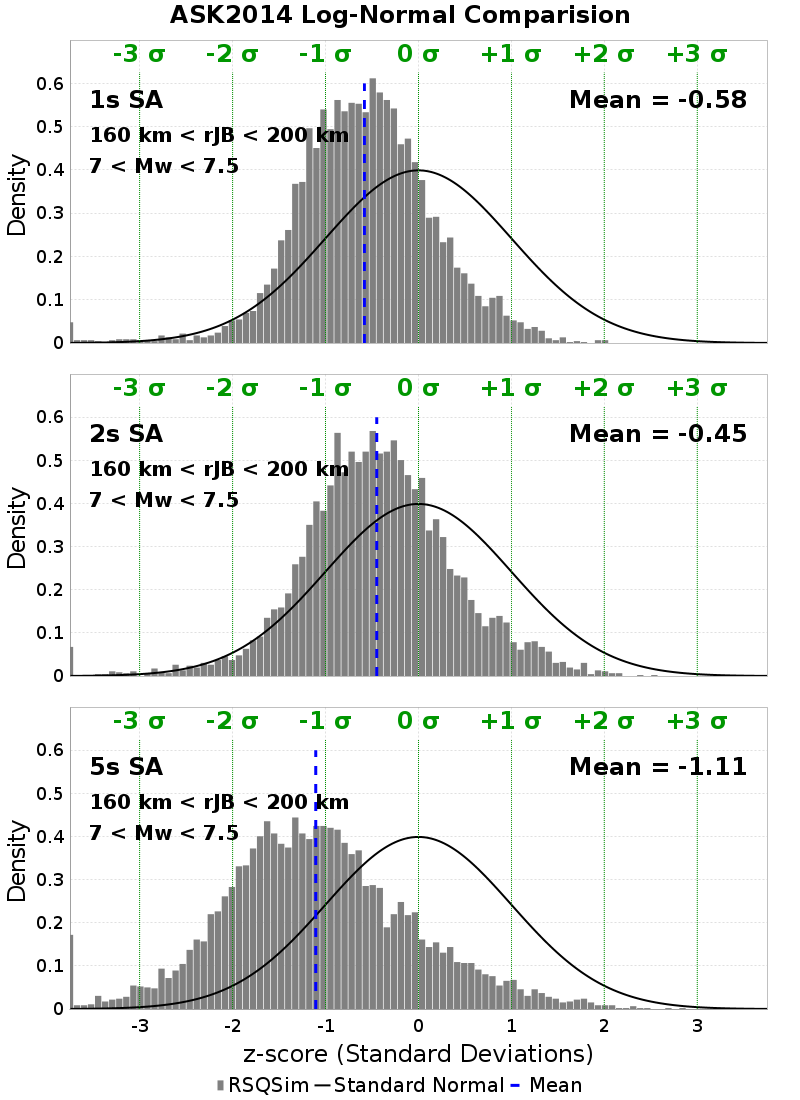 ASK2014 Log-Normal Comparision
-3 σ -2 σ -1 σ 0 σ +1 σ +2 σ +3 σ
0.6
1s SA Mean = -0.58
0.5
160 km < rJB < 200 km
7 < Mw < 7.5
0.4
0.3
0.2
0.1
0
Density
-3 σ -2 σ -1 σ 0 σ +1 σ +2 σ +3 σ
0.6
2s SA Mean = -0.45
0.5
160 km < rJB < 200 km
7 < Mw < 7.5
0.4
0.3
0.2
0.1
0
Density
-3 σ -2 σ -1 σ 0 σ +1 σ +2 σ +3 σ
0.6
5s SA Mean = -1.11
0.5
160 km < rJB < 200 km
7 < Mw < 7.5
0.4
0.3
0.2
0.1
0
Density
-3 -2 -1 0 1 2 3
z-score (Standard Deviations)
RSQSim Standard Normal Mean